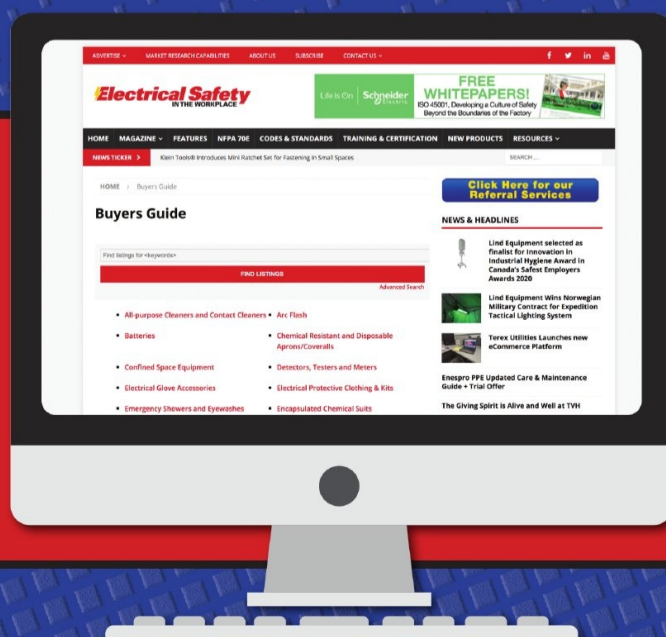 ADVERTISE
MARKET RESEARCH CAPABILITIES
ABOUT US
SUBSCRIBE
CONTACT US
Electrical Safety
IN THE WORKPLACE
Life Is On | Schneider
Electric
FREE
WHITEPAPERS!
ISO 45001, Developing a Culture of Safety
Beyond the Boundaries of the Factory
HOME MAGAZINE FEATURES NFPA 70E CODES & STANDARDS TRAINING & CERTIFICATION NEW PRODUCTS RESOURCES
NEWS TICKER Klein Tools® Introduces Mini Ratchet Set for Fastening in Small Spaces
SEARCH ...
HOME Buyers Guide
Buyers Guide
Find listings for <keywords>
FIND LISTINGS
Advanced Search
All-purpose Cleaners and Contact Cleaners
Arc Flash
Batteries
Chemical Resistant and Disposable
Aprons/Coveralls
Confined Space Equipment
Detectors, Testers and Meters
Electrical Glove Accessories
Electrical Protective Clothing & Kits
Emergency Showers and Eyewashes
Encapsulated Chemical Suits
Click Here for our
Referral Services
NEWS & HEADLINES
Lind Equipment selected as
finalist for Innovation in
Industrial Hygiene Award in
Canada's Safest Employers
Awards 2020
Lind Equipment Wins Norwegian
Military Contract for Expedition
Tactical Lighting System
Terex Utilities Launches new
eCommerce Platform
Enespro PPE Updated Care & Maintenance
Guide + Trial Offer
The Giving Spirit is Alive and Well at TVH